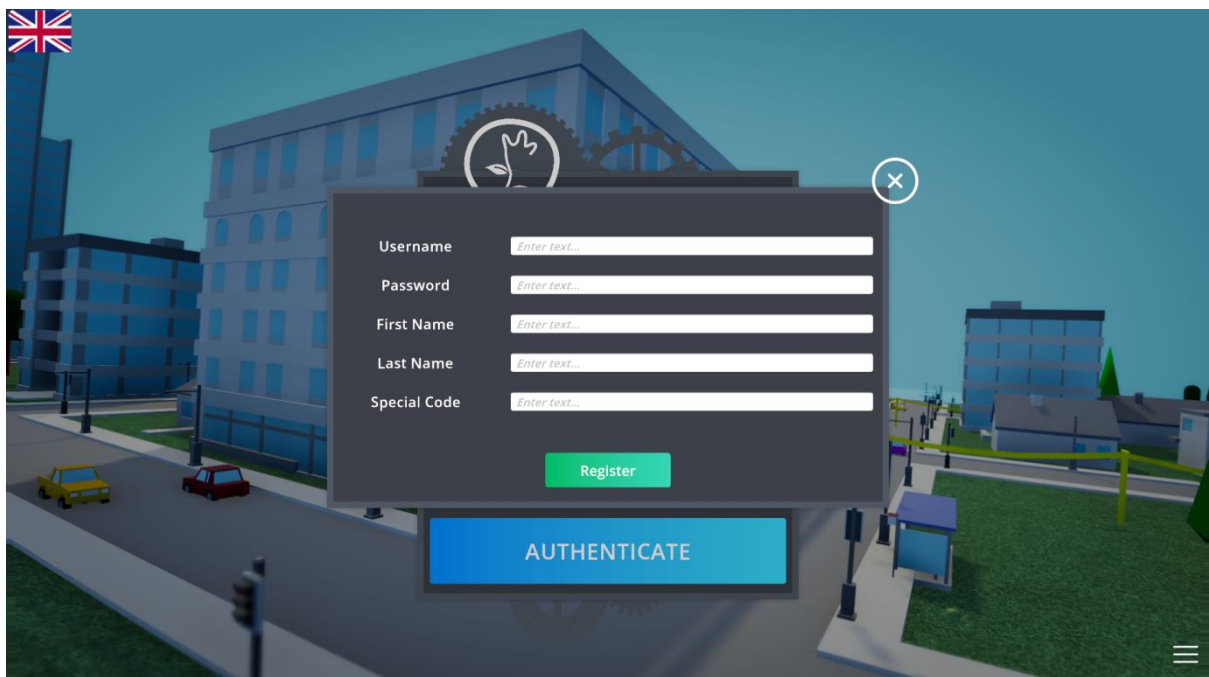 Username Enter text...
Password Enter text...
First Name Enter text...
Last Name Enter text...
Special Code Enter text...
Register
AUTHENTICATE